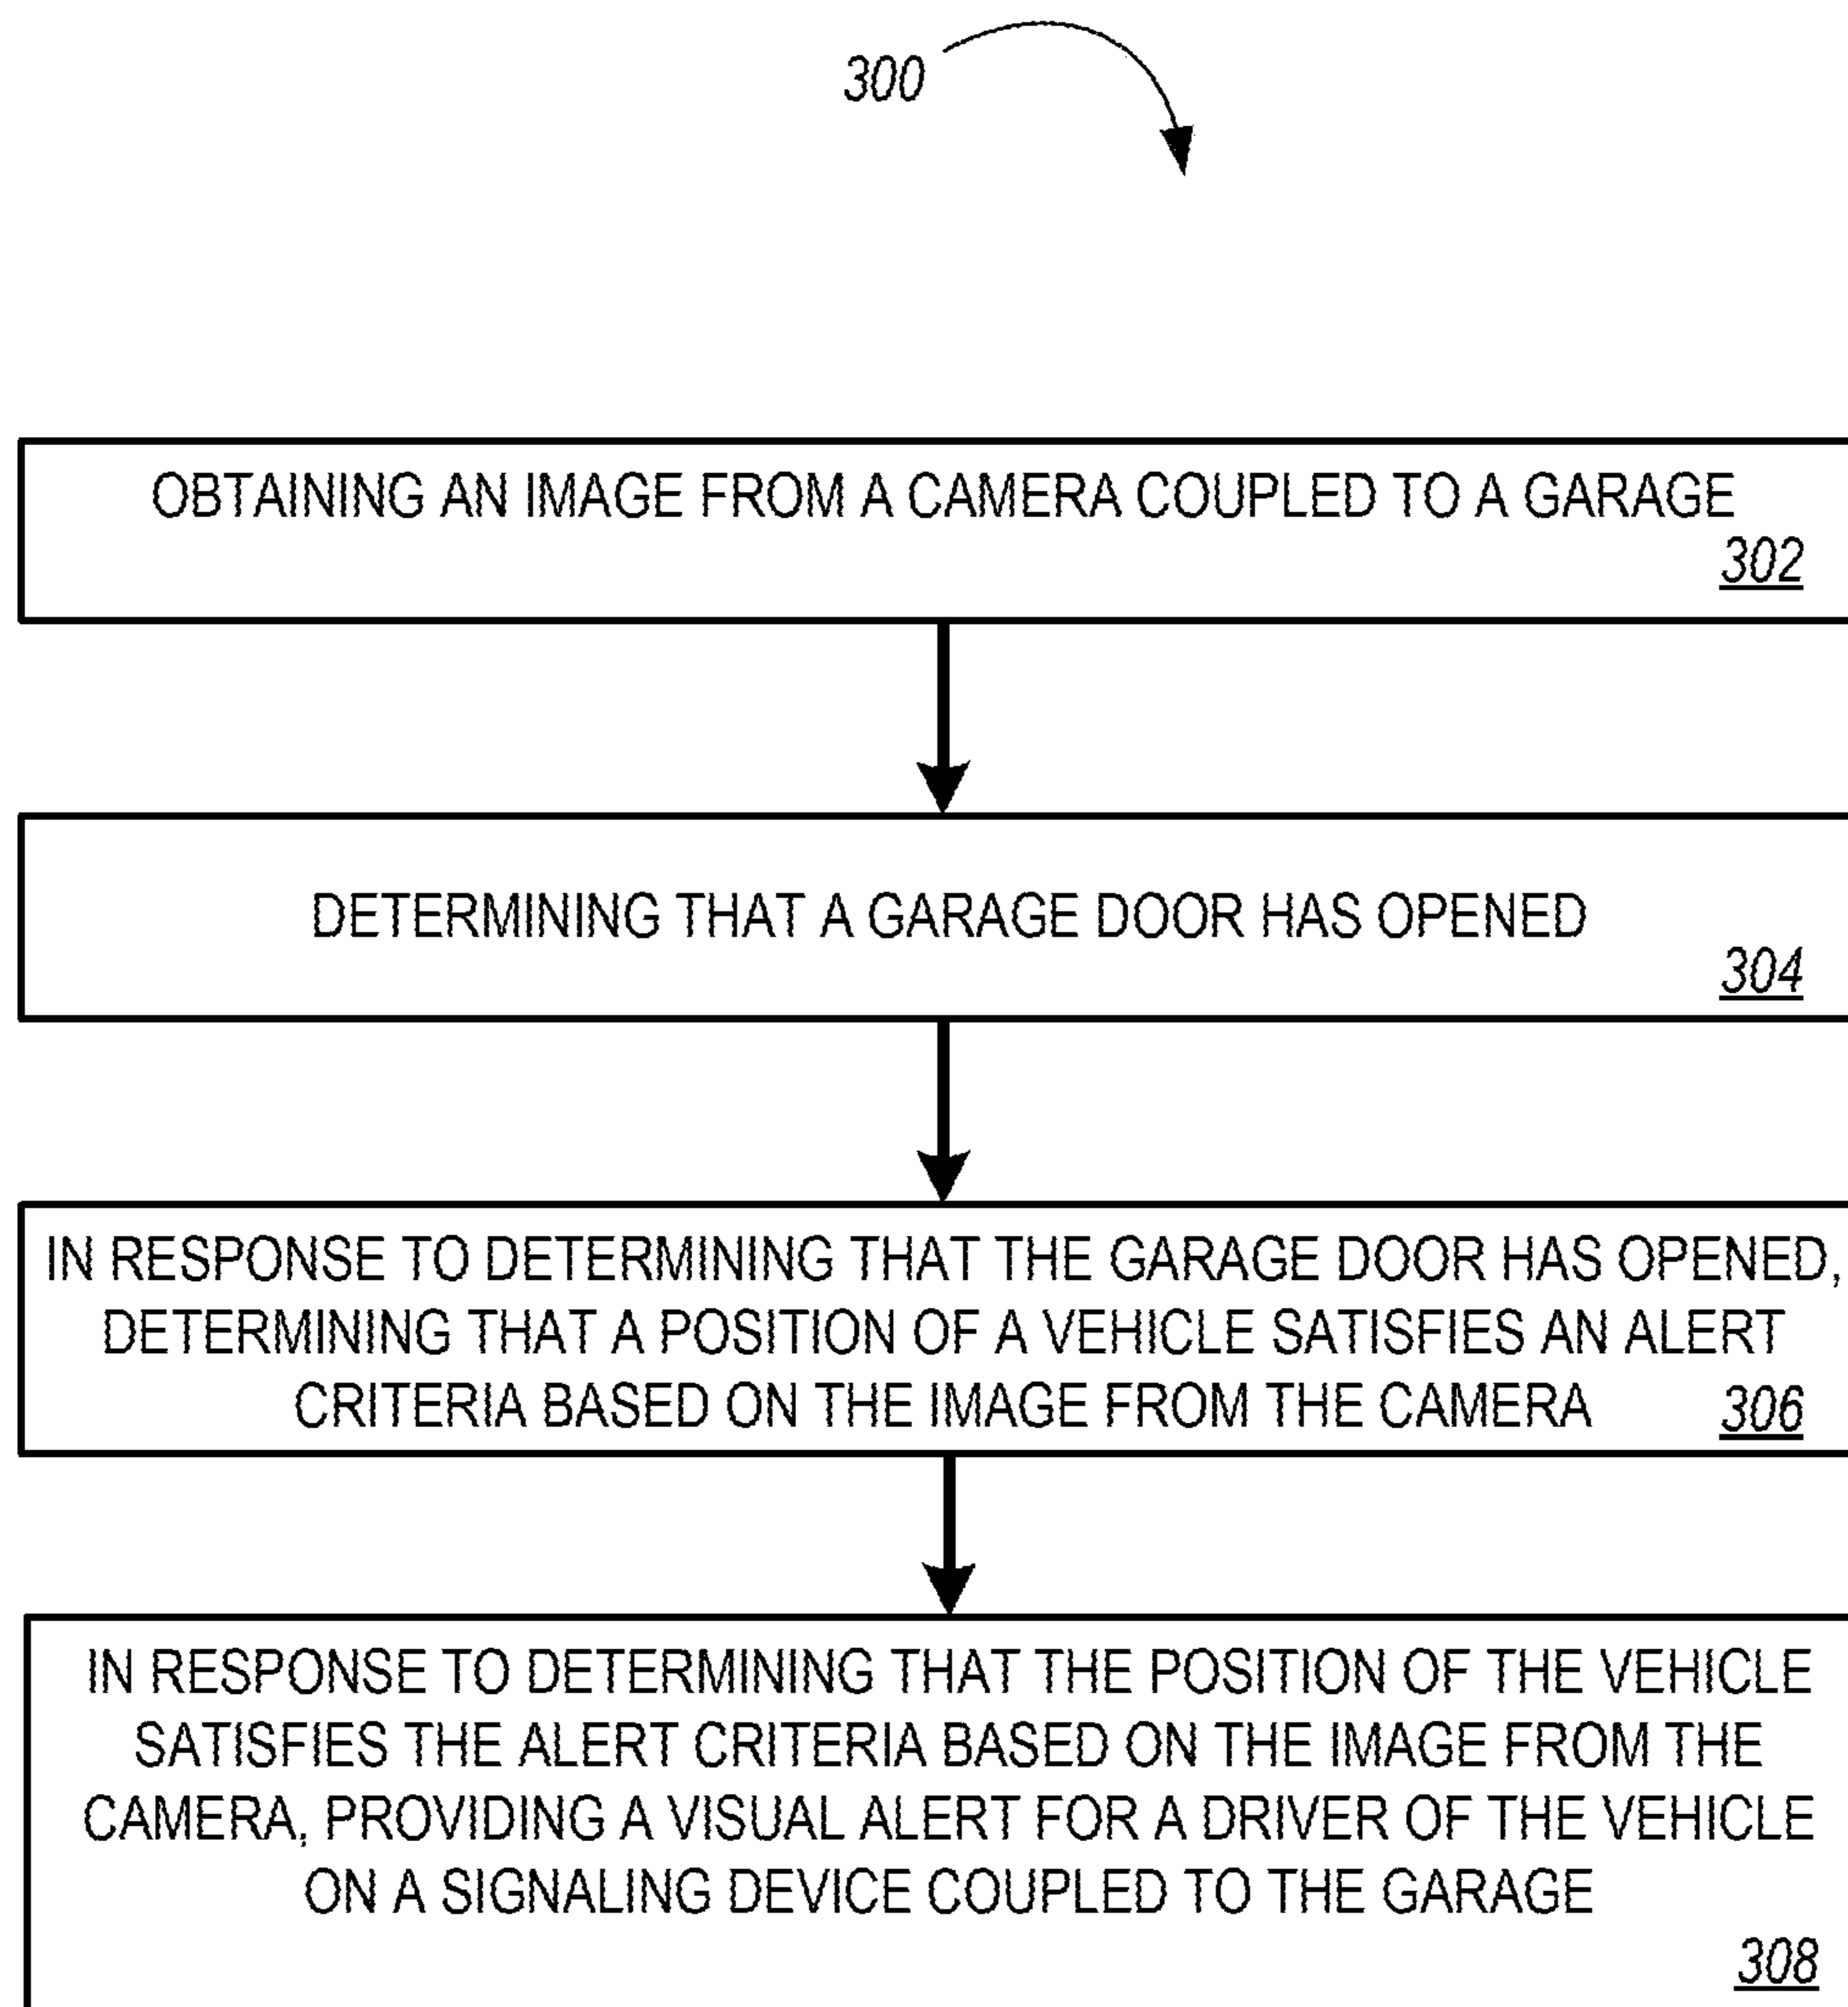 300
OBTAINING AN IMAGE FROM A CAMERA COUPLED TO A GARAGE
302
DETERMINING THAT A GARAGE DOOR HAS OPENED
304
IN RESPONSE TO DETERMINING THAT THE GARAGE DOOR HAS OPENED,
DETERMINING THAT A POSITION OF A VEHICLE SATISFIES AN ALERT
CRITERIA BASED ON THE IMAGE FROM THE CAMERA 306
IN RESPONSE TO DETERMINING THAT THE POSITION OF THE VEHICLE
SATISFIES THE ALERT CRITERIA BASED ON THE IMAGE FROM THE
CAMERA, PROVIDING A VISUAL ALERT FOR A DRIVER OF THE VEHICLE
ON A SIGNALING DEVICE COUPLED TO THE GARAGE
308